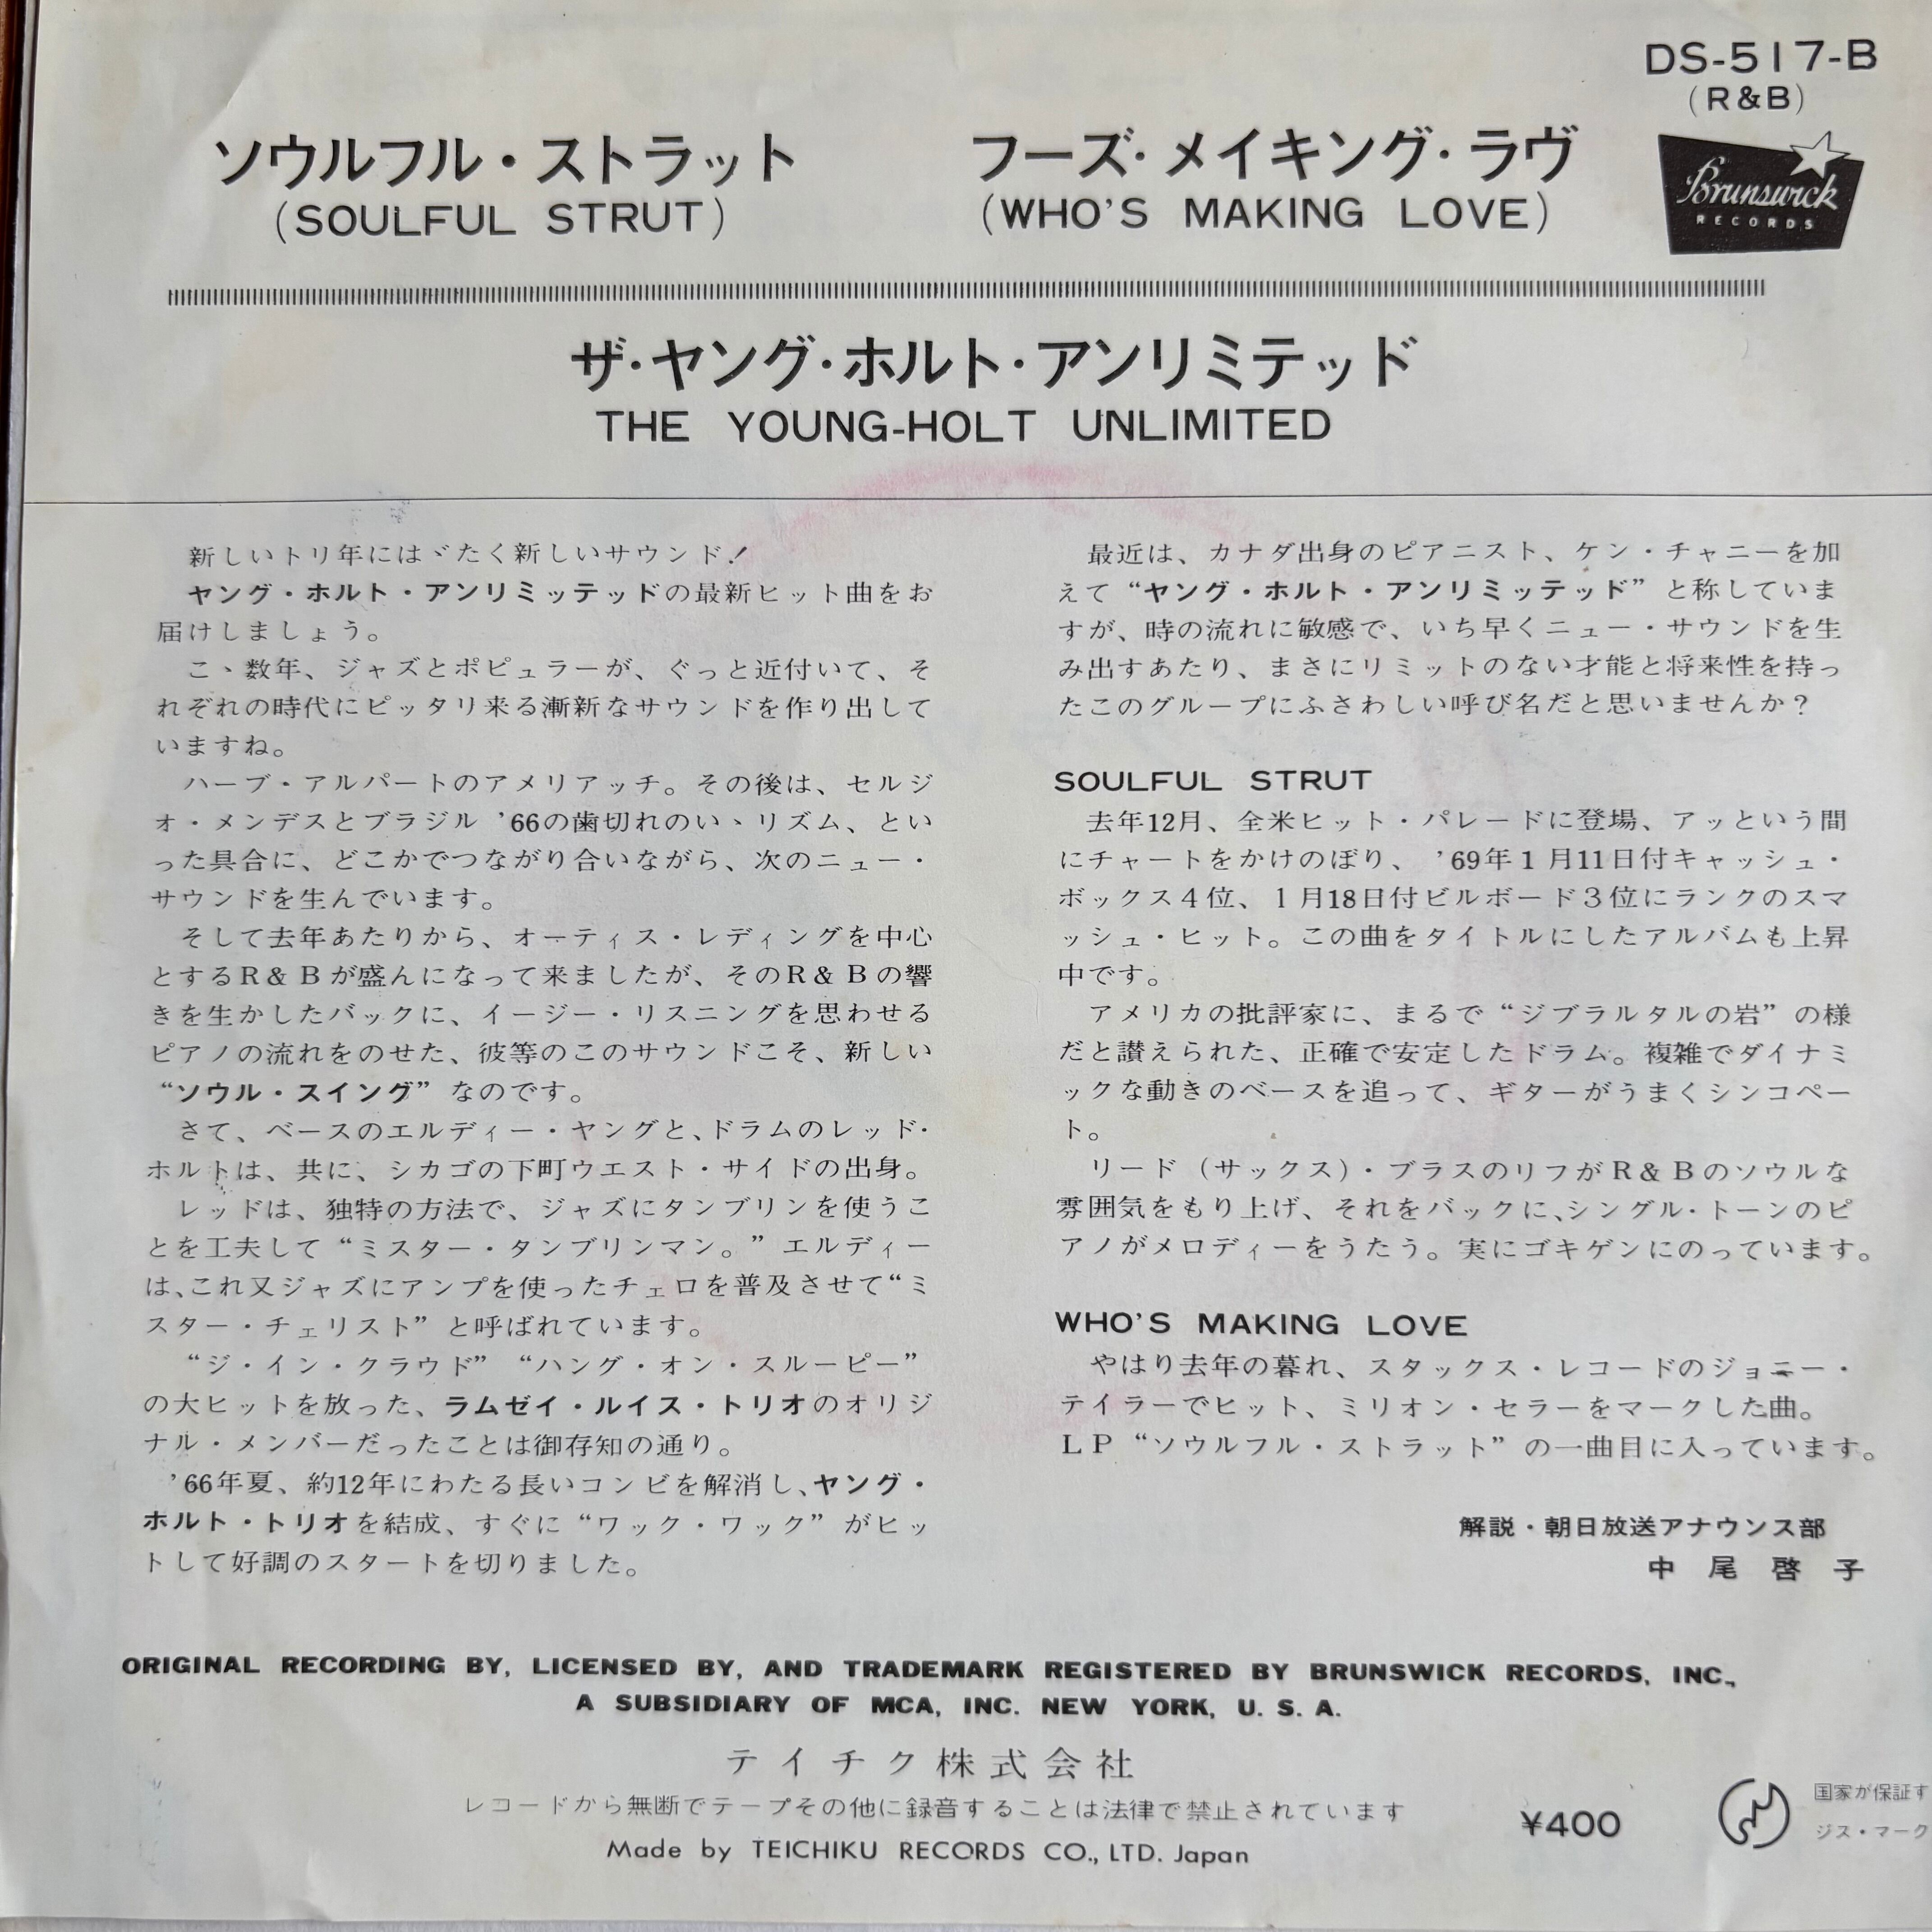 DS-517-B
(R&B)
ソウルフル・ストラット
(SOULFUL STRUT)
フーズ・メイキング・ラヴ
(WHO'S MAKING LOVE)
Brunswick
RECORDS
ザ・ヤング・ホルト・アンリミテッド
THE YOUNG-HOLT UNLIMITED
新しいトリ年にはゞたく新しいサウンド!
ヤング・ホルト・アンリミッテッドの最新ヒット曲をお
届けしましょう。
こゝ数年、ジャズとポピュラーが、ぐっと近付いて、そ
れぞれの時代にピッタリ来る漸新なサウンドを作り出して
いますね。
ハーブ・アルパートのアメリアッチ。その後は、セルジ
オ・メンデスとブラジル ’66の歯切れのいゝリズム、とい
った具合に、どこかでつながり合いながら、次のニュー・
サウンドを生んでいます。
そして去年あたりから、オーティス・レディングを中心
とするR&Bが盛んになって来ましたが、そのR&Bの響
きを生かしたバックに、イージー・リスニングを思わせる
ピアノの流れをのせた、彼等のこのサウンドこそ、新しい
“ソウル・スイング” なのです。
さて、ベースのエルディー・ヤングと、ドラムのレッド・
ホルトは、共に、シカゴの下町ウエスト・サイドの出身。
レッドは、独特の方法で、ジャズにタンブリンを使うこ
とを工夫して “ミスター・タンブリンマン。” エルディー
は、これ又ジャズにアンプを使ったチェロを普及させて“ミ
スター・チェリスト” と呼ばれています。
“ジ・イン・クラウド” “ハング・オン・スルーピー”
の大ヒットを放った、ラムゼイ・ルイス・トリオのオリジ
ナル・メンバーだったことは御存知の通り。
’66年夏、約12年にわたる長いコンビを解消し、ヤング・
ホルト・トリオを結成、すぐに “ワック・ワック” がヒッ
トして好調のスタートを切りました。
最近は、カナダ出身のピアニスト、ケン・チャニーを加
えて “ヤング・ホルト・アンリミッテッド” と称していま
すが、時の流れに敏感で、いち早くニュー・サウンドを生
み出すあたり、まさにリミットのない才能と将来性を持っ
たこのグループにふさわしい呼び名だと思いませんか?
SOULFUL STRUT
去年12月、全米ヒット・パレードに登場、アッという間
にチャートをかけのぼり、 ’69年1月11日付キャッシュ・
ボックス4位、1月18日付ビルボード3位にランクのスマ
ッシュ・ヒット。この曲をタイトルにしたアルバムも上昇
中です。
アメリカの批評家に、まるで “ジブラルタルの岩” の様
だと讃えられた、正確で安定したドラム。複雑でダイナミ
ックな動きのベースを追って、ギターがうまくシンコペー
ト。
リード (サックス)・ブラスのリフがR&Bのソウルな
雰囲気をもり上げ、それをバックに、シングル・トーンのピ
アノがメロディーをうたう。実にゴキゲンにのっています。
WHO'S MAKING LOVE
やはり去年の暮れ、スタックス・レコードのジョニー・
テイラーでヒット、ミリオン・セラーをマークした曲。
LP “ソウルフル・ストラット” の一曲目に入っています。
解説・朝日放送アナウンス部
中尾啓子
ORIGINAL RECORDING BY, LICENSED BY, AND TRADEMARK REGISTERED BY BRUNSWICK RECORDS, INC.,
A SUBSIDIARY OF MCA, INC. NEW YORK, U. S. A.
テイチク株式会社
レコードから無断でテープその他に録音することは法律で禁止されています
Made by TEICHIKU RECORDS CO., LTD. Japan
¥400
国家が保証す
ジス・マーク